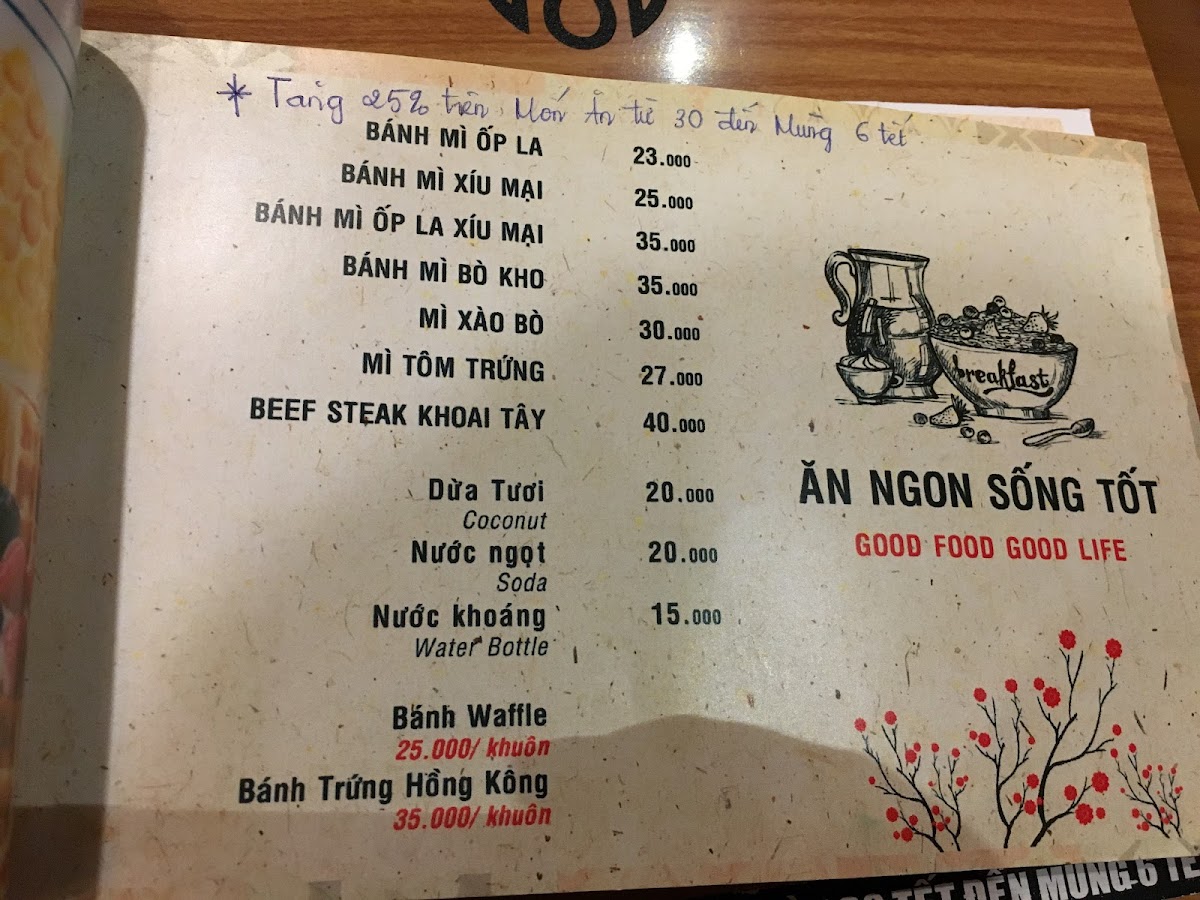 * Tăng 25% trên Món Ăn từ 30 đến Mùng 6 tết
BÁNH MÌ ỐP LA 23.000
BÁNH MÌ XÍU MẠI 25.000
BÁNH MÌ ỐP LA XÍU MẠI 35.000
BÁNH MÌ BÒ KHO 35.000
MÌ XÀO BÒ 30.000
MÌ TÔM TRỨNG 27.000
BEEF STEAK KHOAI TÂY 40.000
Dừa Tươi 20.000
Coconut
Nước ngọt 20.000
Soda
Nước khoáng 15.000
Water Bottle
Bánh Waffle
25.000/ khuôn
Bánh Trứng Hồng Kông
35.000/ khuôn
breakfast
ĂN NGON SỐNG TỐT
GOOD FOOD GOOD LIFE
TẾT ĐẾN MÙNG 6